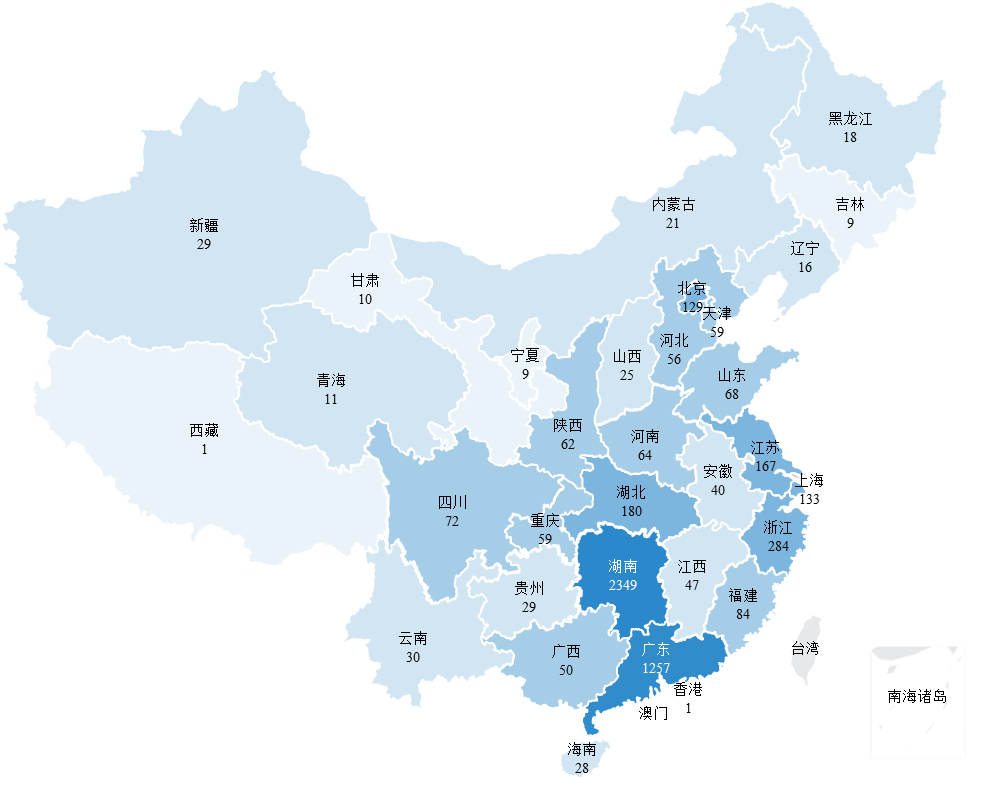 黑龙江
18
内蒙古
21
吉林
9
新疆
29
辽宁
16
甘肃
10
北京
129
天津
59
河北
56
宁夏
9
山西
25
青海
11
山东
68
西藏
1
陕西
62
河南
64
江苏
167
安徽
40
上海
133
四川
72
湖北
180
重庆
59
浙江
284
湖南
2349
江西
47
贵州
29
福建
84
云南
30
广西
50
广东
1257
台湾
香港
1
澳门
南海诸岛
海南
28